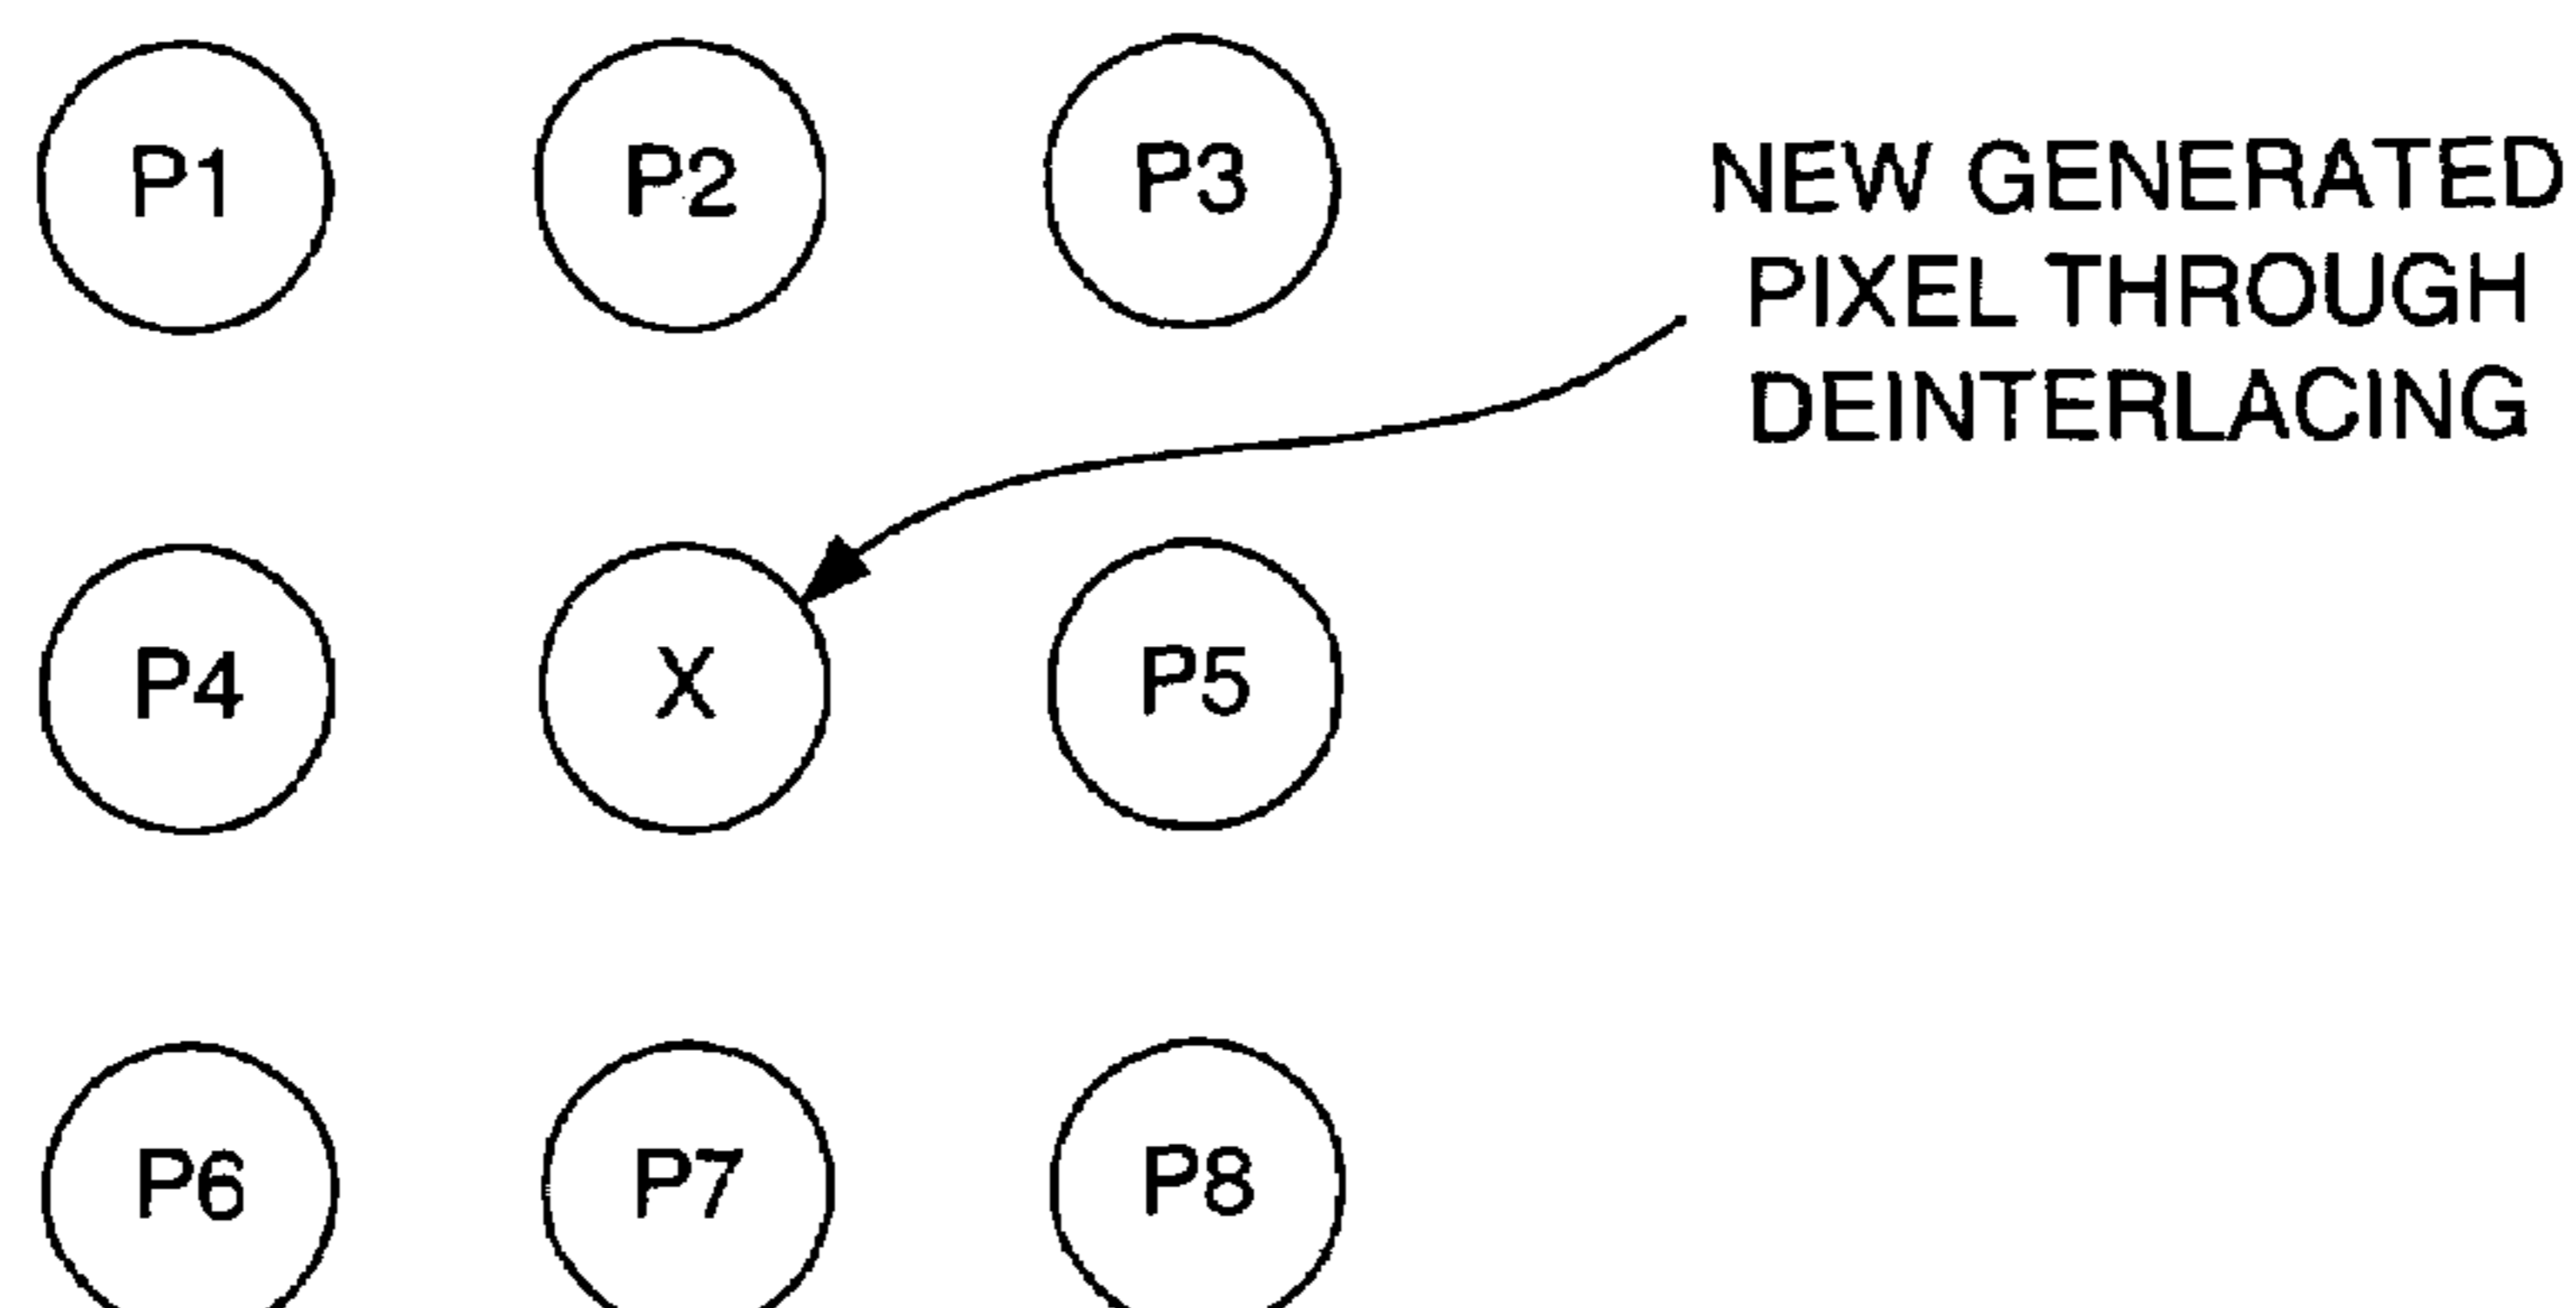 P1 P2 P3
NEW GENERATED
PIXEL THROUGH
DEINTERLACING
P4 X P5
P6 P7 P8